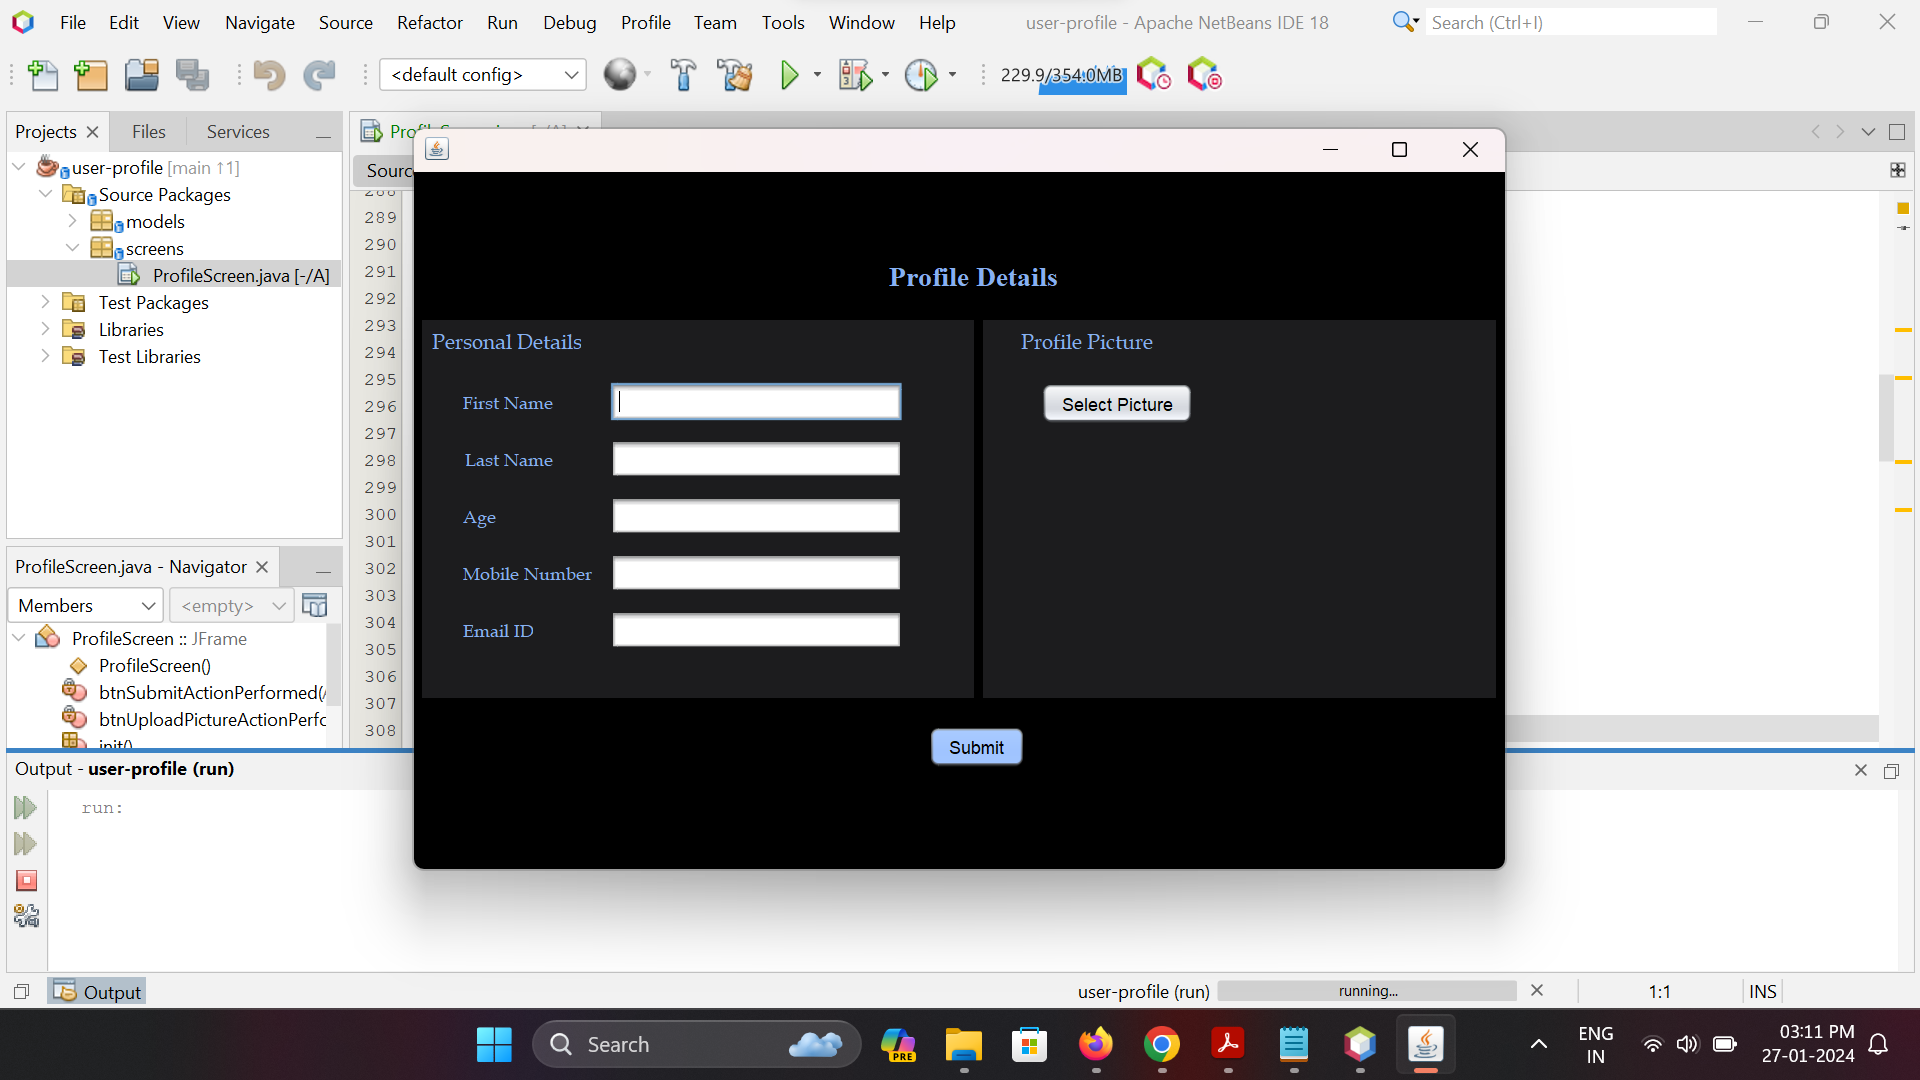 File Edit View Navigate Source Refactor Run Debug Profile Team Tools Window Help
user-profile - Apache NetBeans IDE 18
Search (Ctrl+I)
<default config>
229.9/354.0MB
Projects Files Services
user-profile [main ↑1]
Source Packages
models
screens
ProfileScreen.java [-/A]
Test Packages
Libraries
Test Libraries
ProfileScreen.java - Navigator
Members <empty>
ProfileScreen :: JFrame
ProfileScreen()
btnSubmitActionPerformed(
btnUploadPictureActionPerfo
init()
289
290
291
292
293
294
295
296
297
298
299
300
301
302
303
304
305
306
307
308
Profile Details
Personal Details
First Name
Last Name
Age
Mobile Number
Email ID
Profile Picture
Select Picture
Submit
Output - user-profile (run)
run:
Output
user-profile (run) running... 1:1 INS
Search
PRE
ENG
IN
03:11 PM
27-01-2024